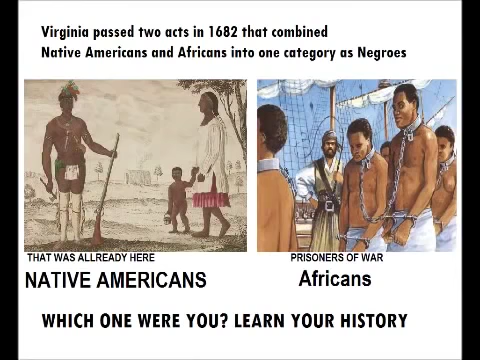 Virginia passed two acts in 1682 that combined
Native Americans and Africans into one category as Negroes
THAT WAS ALLREADY HERE
NATIVE AMERICANS
PRISONERS OF WAR
Africans
WHICH ONE WERE YOU? LEARN YOUR HISTORY